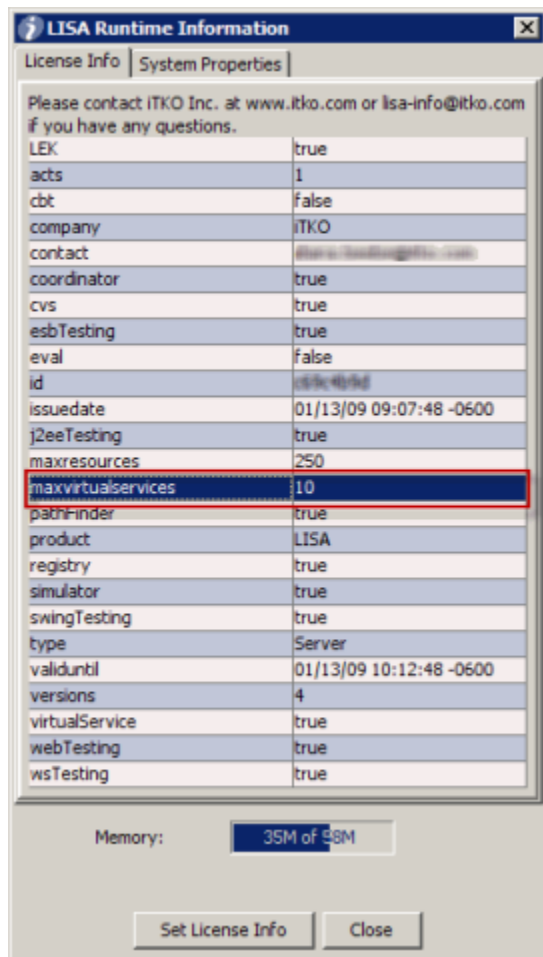 LISA Runtime Information
License Info System Properties
Please contact iTKO Inc. at www.itko.com or lisa-info@itko.com
if you have any questions.
LEK true
acts 1
cbt false
company iTKO
contact
coordinator true
cvs true
esbTesting true
eval false
id
issuedate 01/13/09 09:07:48 -0600
j2eeTesting true
maxresources 250
maxvirtualservices 10
pathFinder true
product LISA
registry true
simulator true
swingTesting true
type Server
validuntil 01/13/09 10:12:48 -0600
versions 4
virtualService true
webTesting true
wsTesting true
Memory: 35M of 58M
Set License Info Close